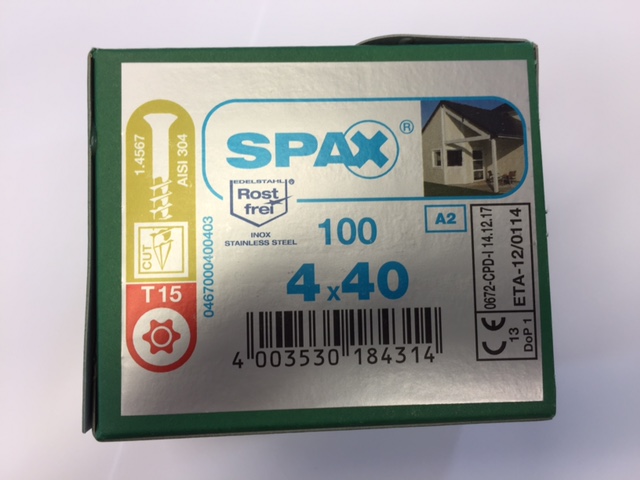 SPAX®
1.4567
AISI 304
CUT
T15
0467000400403
EDELSTAHL
Rost
frei
®
INOX
STAINLESS STEEL
100
A2
4x40
4 003530 184314
CE
13
DoP 1
0672-CPD-I 14.12.17
ETA-12/0114